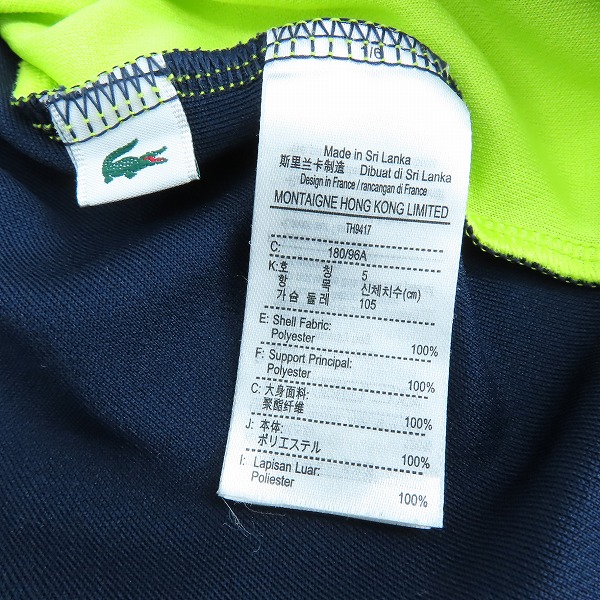 1/6
Made in Sri Lanka
斯里兰卡制造 Dibuat di Sri Lanka
Design in France / rancangan di France
MONTAIGNE HONG KONG LIMITED
TH9417
C: 180/96A
K: 호 칭 5
항 목 신체치수(cm)
가슴 둘레 105
E: Shell Fabric:
Polyester 100%
F: Support Principal:
Polyester 100%
C: 大身面料:
聚酯纤维 100%
J: 本体:
ポリエステル 100%
I: Lapisan Luar:
Poliester 100%